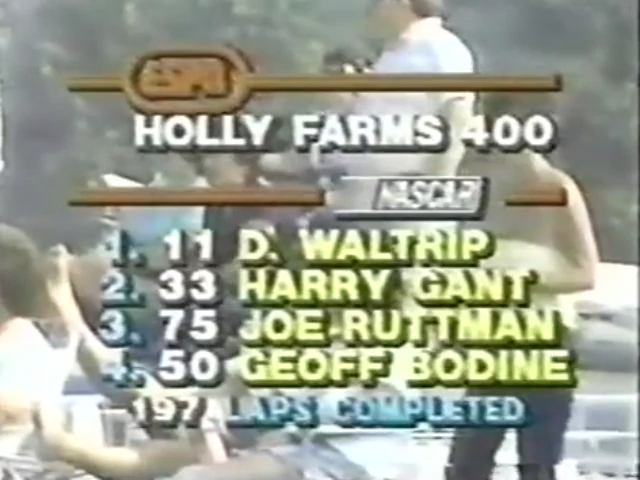 ESPN
HOLLY FARMS 400
NASCAR
1. 11 D. WALTRIP
2. 33 HARRY GANT
3. 75 JOE RUTTMAN
4. 50 GEOFF BODINE
197 LAPS COMPLETED